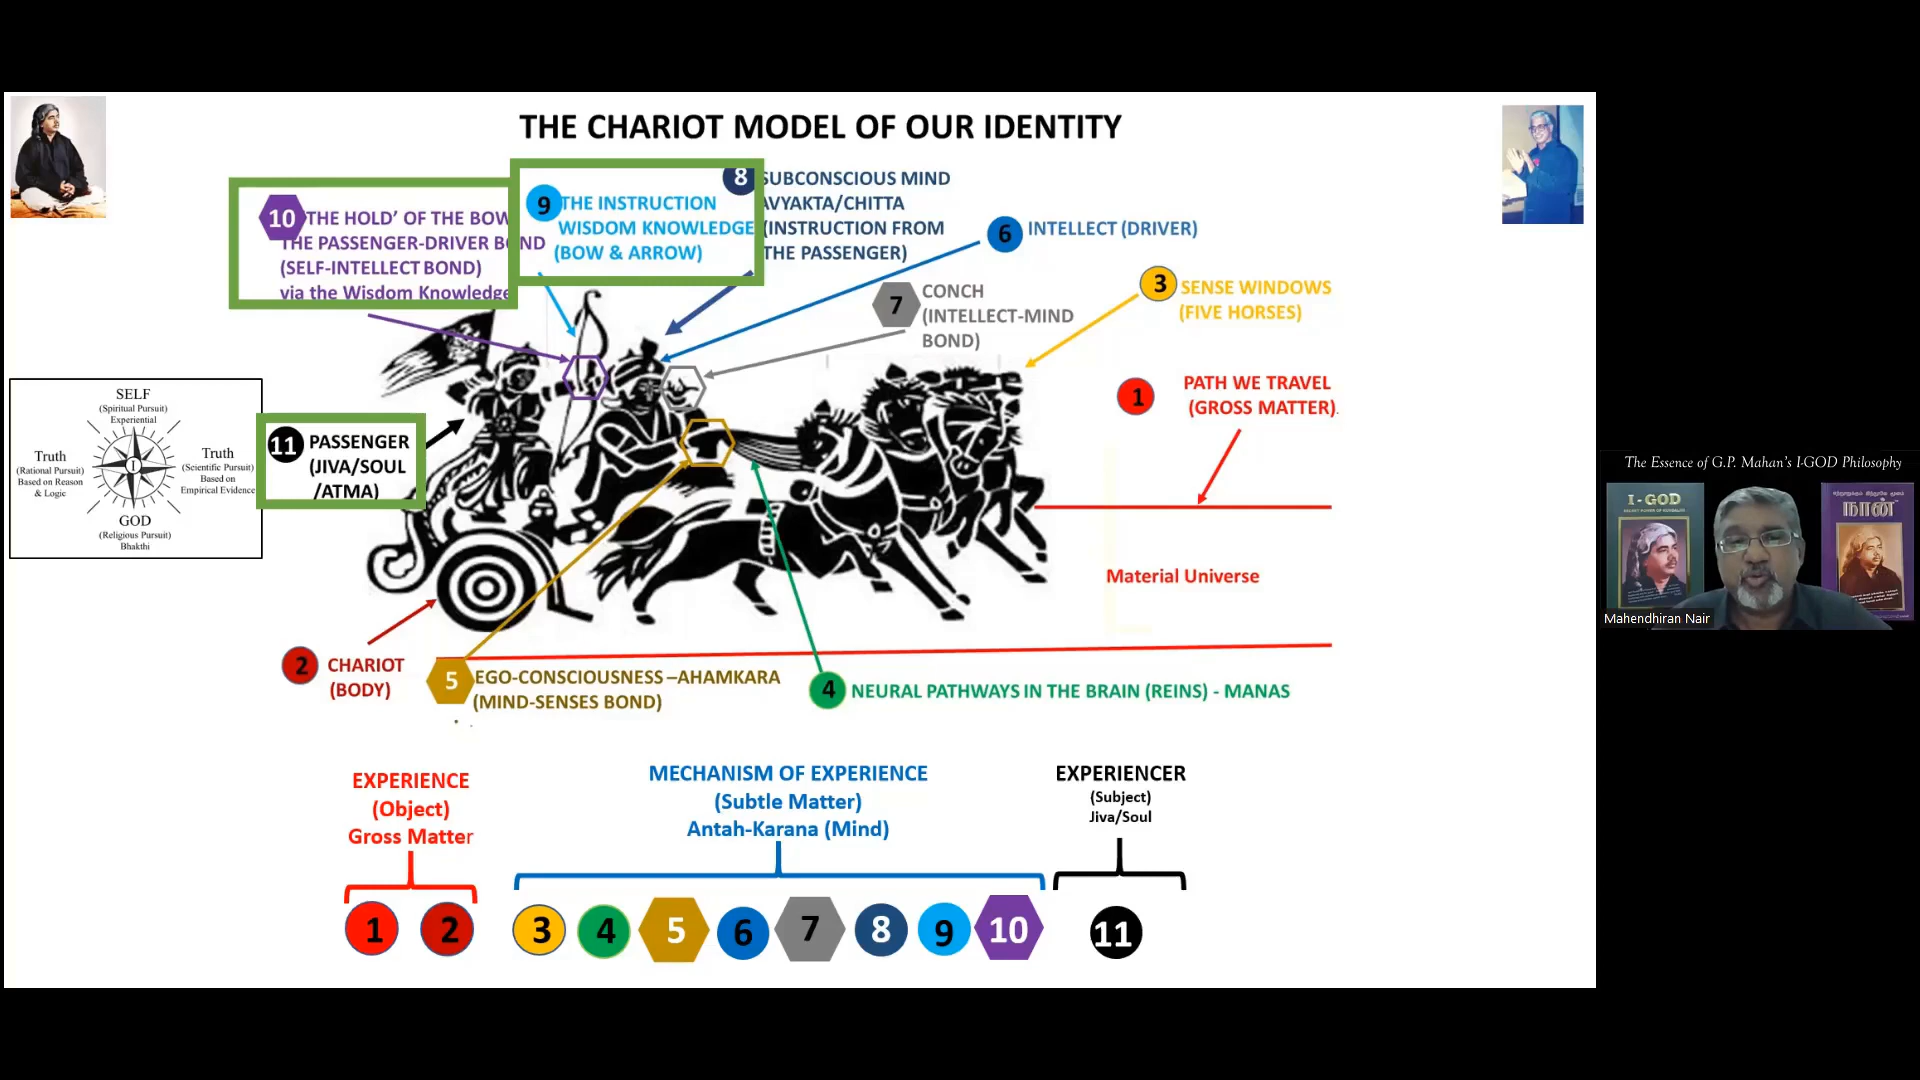 THE CHARIOT MODEL OF OUR IDENTITY
10
THE HOLD' OF THE BOW
THE PASSENGER-DRIVER BOND
(SELF-INTELLECT BOND)
via the Wisdom Knowledge
9
THE INSTRUCTION
WISDOM KNOWLEDGE
(BOW & ARROW)
8
SUBCONSCIOUS MIND
AVYAKTA/CHITTA
(INSTRUCTION FROM
THE PASSENGER)
6
INTELLECT (DRIVER)
7
CONCH
(INTELLECT-MIND
BOND)
3
SENSE WINDOWS
(FIVE HORSES)
1
PATH WE TRAVEL
(GROSS MATTER).
SELF
(Spiritual Pursuit)
Experiential
Truth
(Rational Pursuit)
Based on Reason
& Logic
I
Truth
(Scientific Pursuit)
Based on
Empirical Evidence
GOD
(Religious Pursuit)
Bhakthi
11
PASSENGER
(JIVA/SOUL
/ATMA)
Material Universe
2
CHARIOT
(BODY)
5
EGO-CONSCIOUSNESS –AHAMKARA
(MIND-SENSES BOND)
4
NEURAL PATHWAYS IN THE BRAIN (REINS) - MANAS
EXPERIENCE
(Object)
Gross Matter
MECHANISM OF EXPERIENCE
(Subtle Matter)
Antah-Karana (Mind)
EXPERIENCER
(Subject)
Jiva/Soul
1 2 3 4 5 6 7 8 9 10 11
The Essence of G.P. Mahan's I-GOD Philosophy
I - GOD
நான்
Mahendhiran Nair